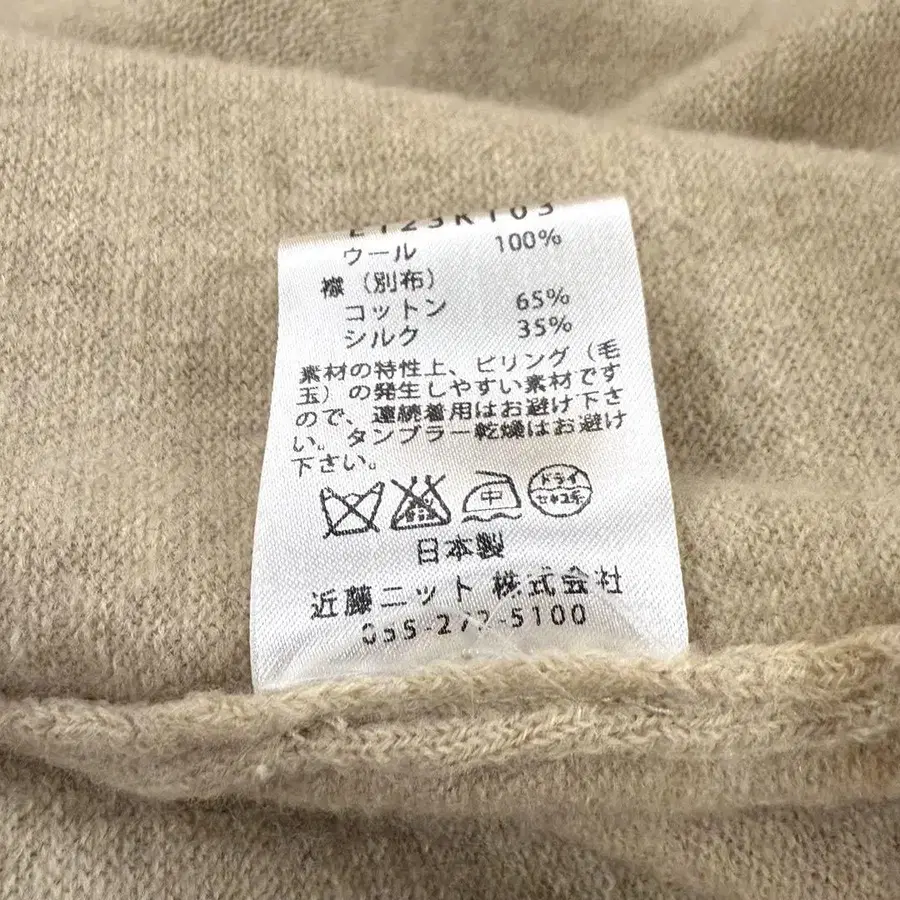 E123K103
ウール 100%
襟（別布）
コットン 65%
シルク 35%
素材の特性上、ピリング（毛
玉）の発生しやすい素材です
ので、連続着用はお避け下さ
い。タンブラー乾燥はお避け
下さい。
中 ドライ
セキユ系
日本製
近藤ニット 株式会社
055-272-5100